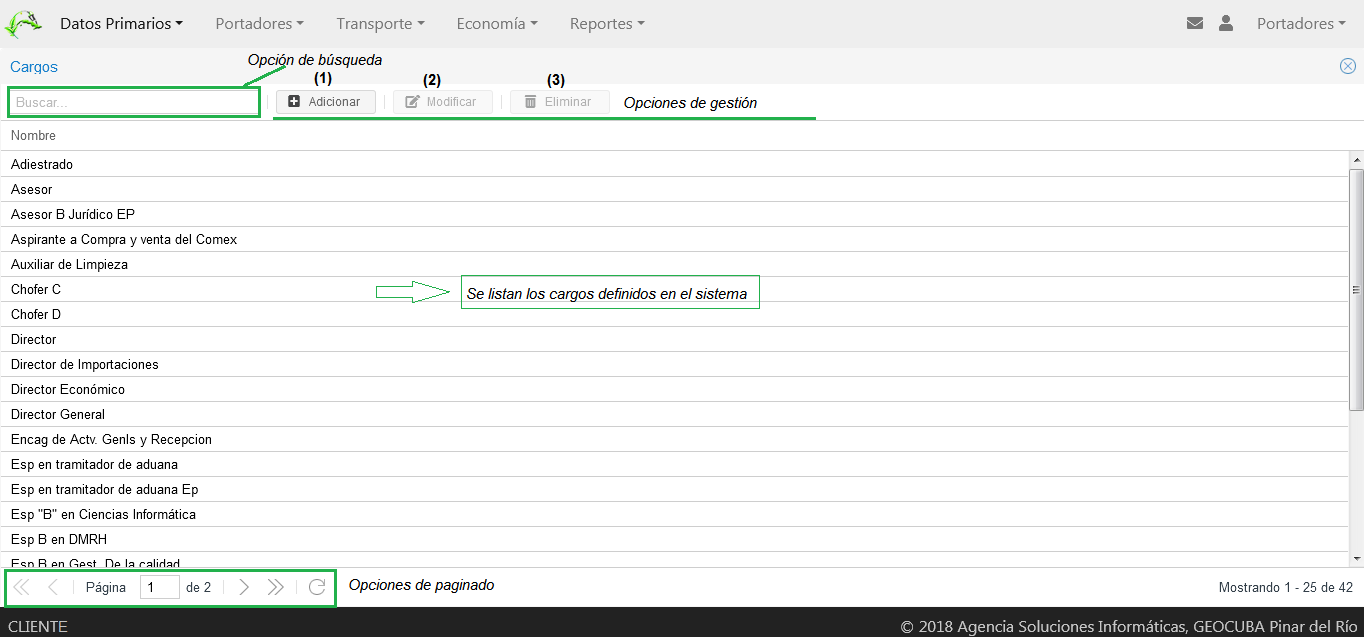 Datos Primarios Portadores Transporte Economía Reportes Portadores
Opción de búsqueda
Cargos
(1) (2) (3)
Buscar... Adicionar Modificar Eliminar Opciones de gestión
Nombre
Adiestrado
Asesor
Asesor B Jurídico EP
Aspirante a Compra y venta del Comex
Auxiliar de Limpieza
Chofer C
Se listan los cargos definidos en el sistema
Chofer D
Director
Director de Importaciones
Director Económico
Director General
Encag de Actv. Genls y Recepcion
Esp en tramitador de aduana
Esp en tramitador de aduana Ep
Esp "B" en Ciencias Informática
Esp B en DMRH
Esp B en Gest. De la calidad
Página 1 de 2 Opciones de paginado Mostrando 1 - 25 de 42
CLIENTE © 2018 Agencia Soluciones Informáticas, GEOCUBA Pinar del Río